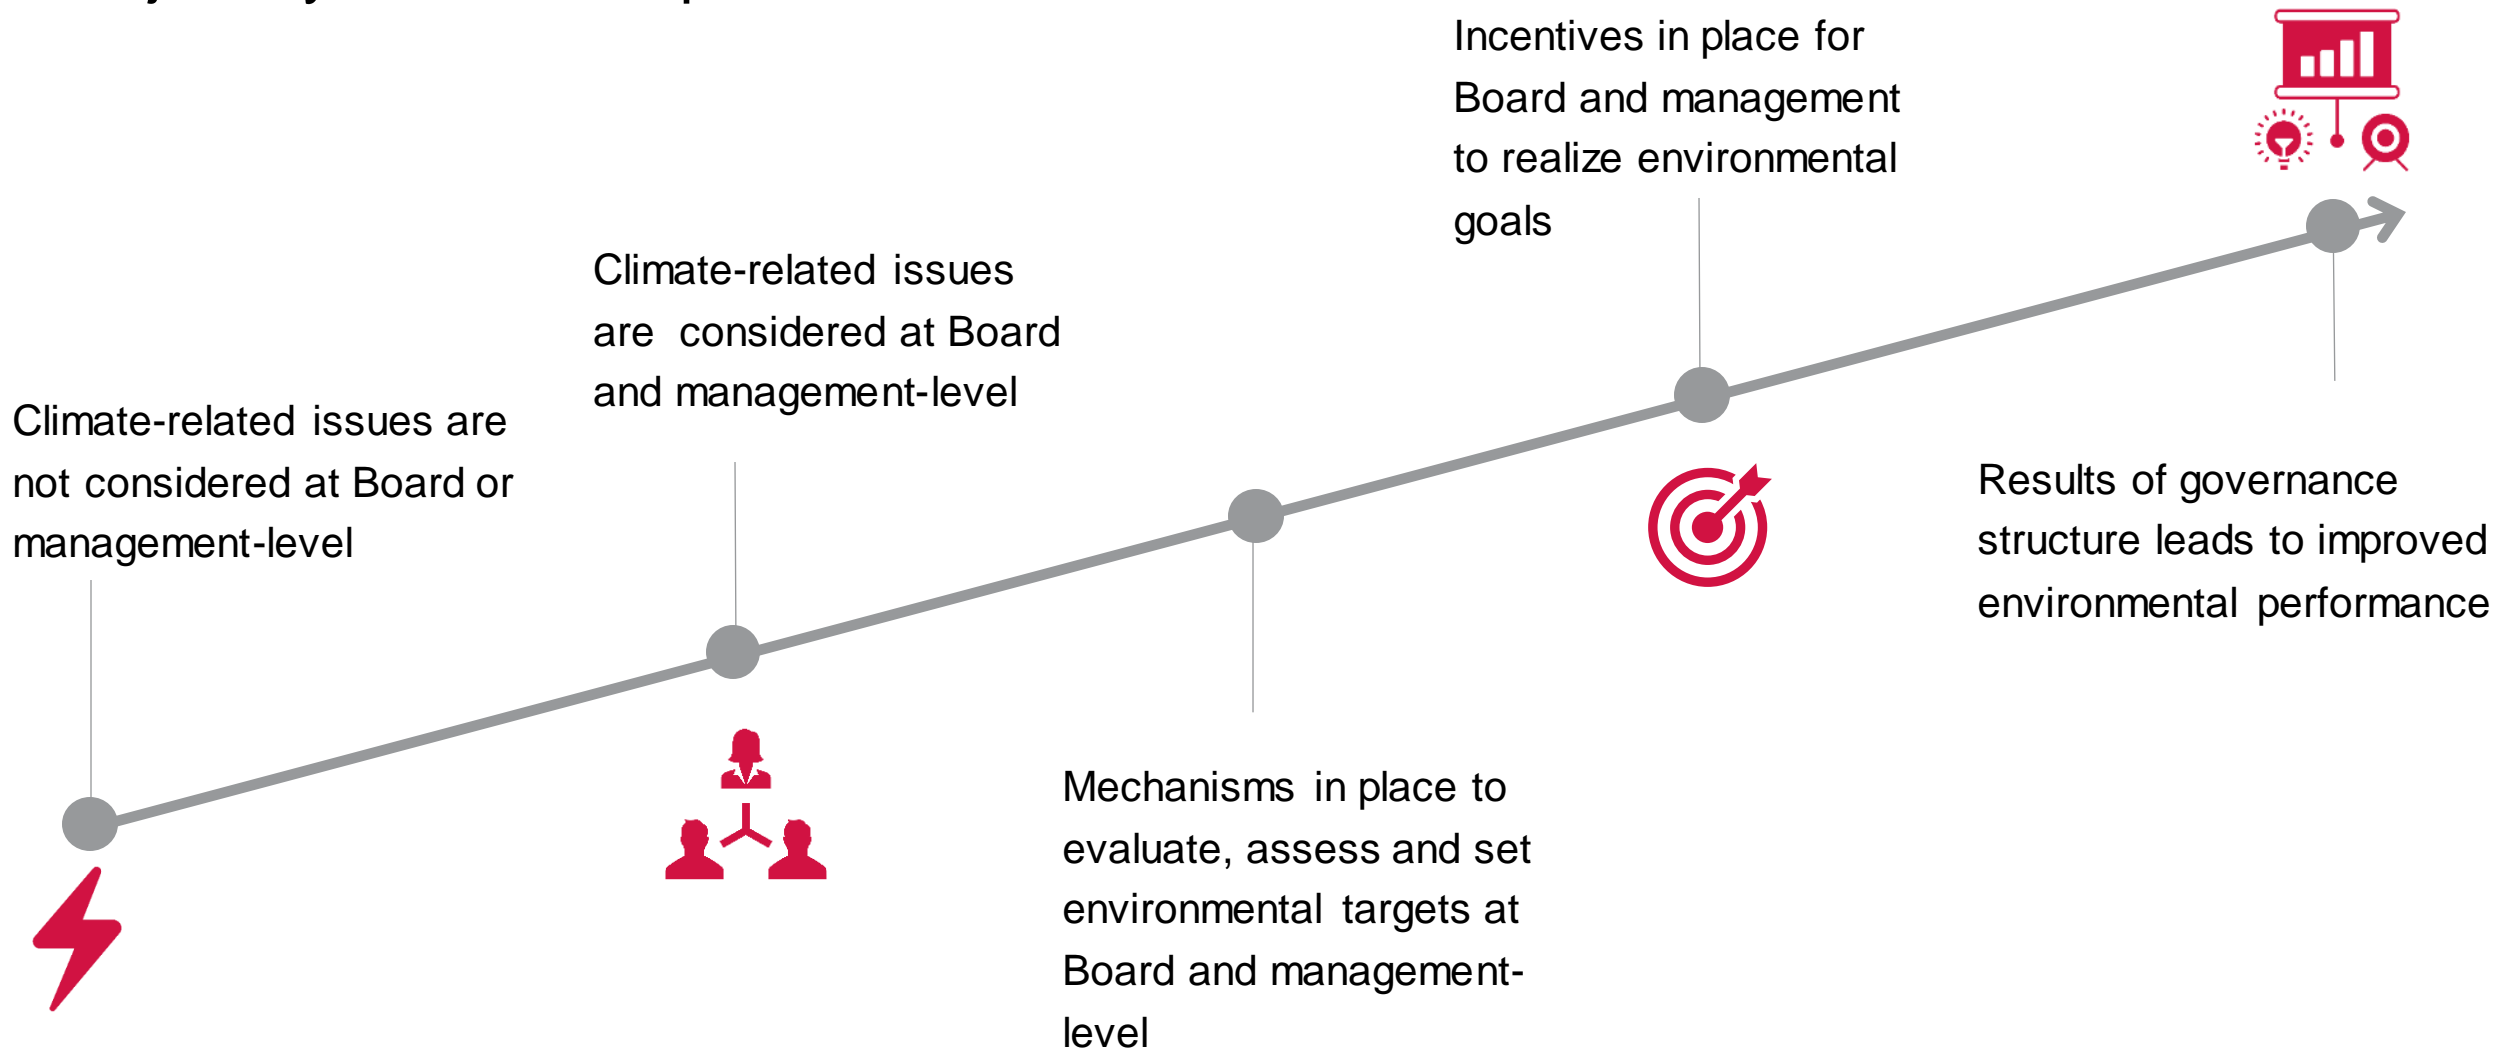 Climate-related issues are
not considered at Board or
management-level
Climate-related issues
are considered at Board
and management-level
Mechanisms in place to
evaluate, assess and set
environmental targets at
Board and management-
level
Incentives in place for
Board and management
to realize environmental
goals
Results of governance
structure leads to improved
environmental performance